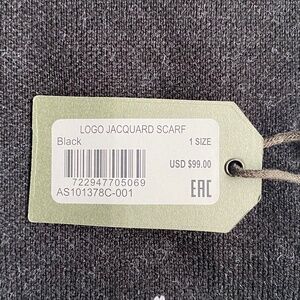 LOGO JACQUARD SCARF
Black 1 SIZE
USD $99.00
722947705069
AS101378C-001 EAC